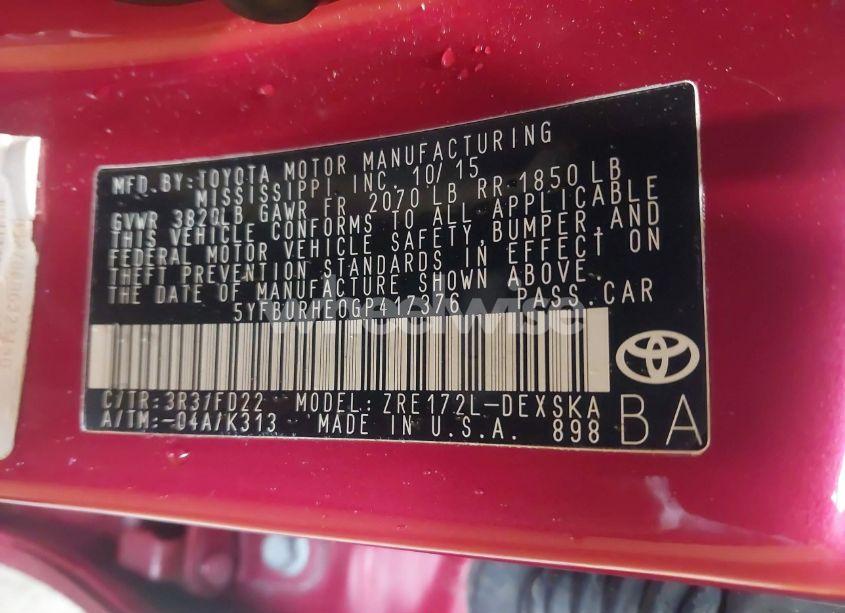 MFD. BY: TOYOTA MOTOR MANUFACTURING
MISSISSIPPI INC. 10/15
GVWR 3820LB GAWR FR 2070 LB RR 1850 LB
THIS VEHICLE CONFORMS TO ALL APPLICABLE
FEDERAL MOTOR VEHICLE SAFETY, BUMPER, AND
THEFT PREVENTION STANDARDS IN EFFECT ON
THE DATE OF MANUFACTURE SHOWN ABOVE.
5YFBURHE0GP417376 PASS. CAR
C/TR: 3R3/FD22 MODEL: ZRE172L-DEXSKA
A/TM: -04A/K313 MADE IN U.S.A. 898
BA
wheelwise